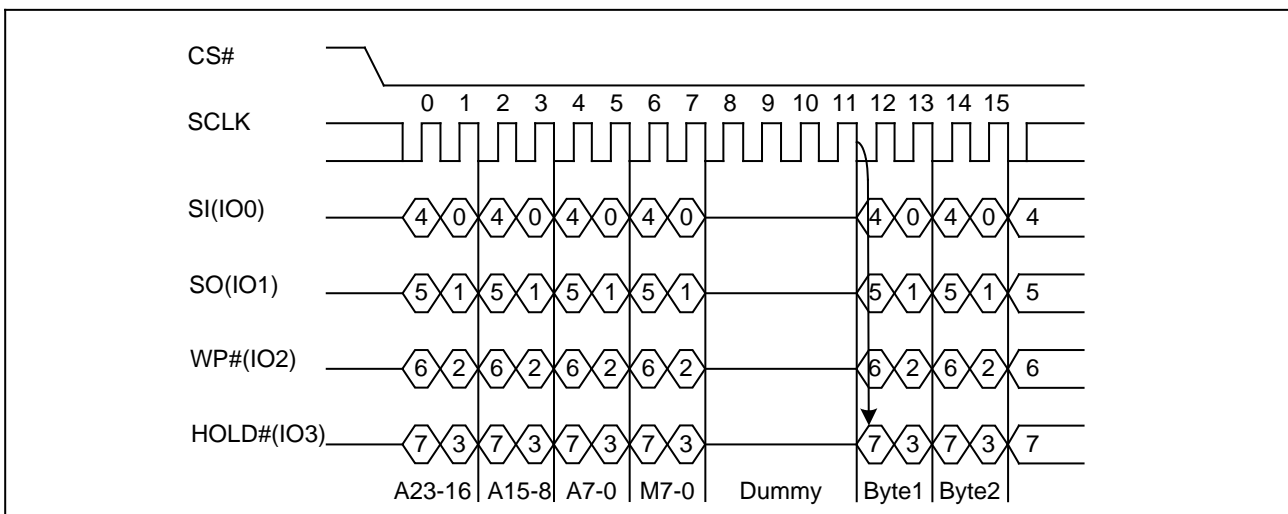 CS#
0 1 2 3 4 5 6 7 8 9 10 11 12 13 14 15
SCLK
SI(IO0) 4 0 4 0 4 0 4 0 4 0 4 0 4
SO(IO1) 5 1 5 1 5 1 5 1 5 1 5 1 5
WP#(IO2) 6 2 6 2 6 2 6 2 6 2 6 2 6
HOLD#(IO3) 7 3 7 3 7 3 7 3 7 3 7 3 7
A23-16 A15-8 A7-0 M7-0 Dummy Byte1 Byte2